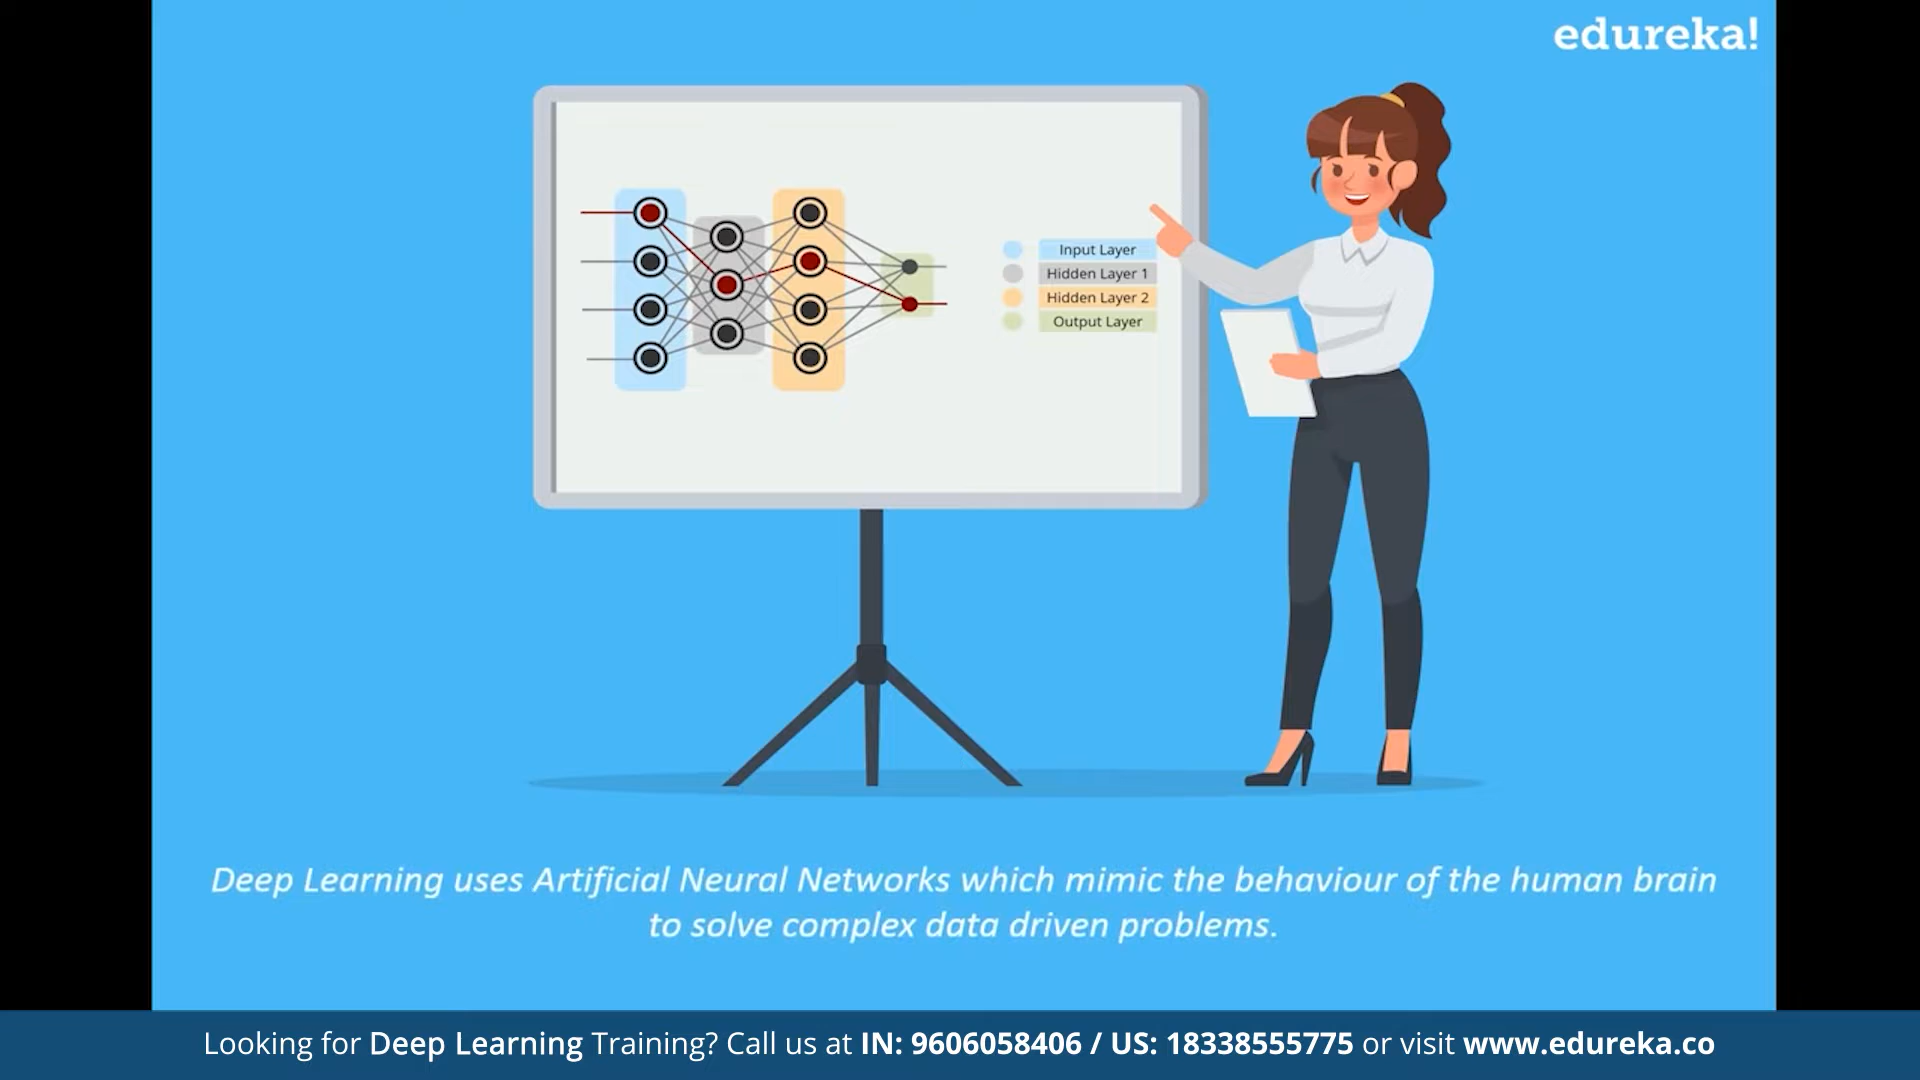 edureka!
Input Layer
Hidden Layer 1
Hidden Layer 2
Output Layer
Deep Learning uses Artificial Neural Networks which mimic the behaviour of the human brain
to solve complex data driven problems.
Looking for Deep Learning Training? Call us at IN: 9606058406 / US: 18338555775 or visit www.edureka.co